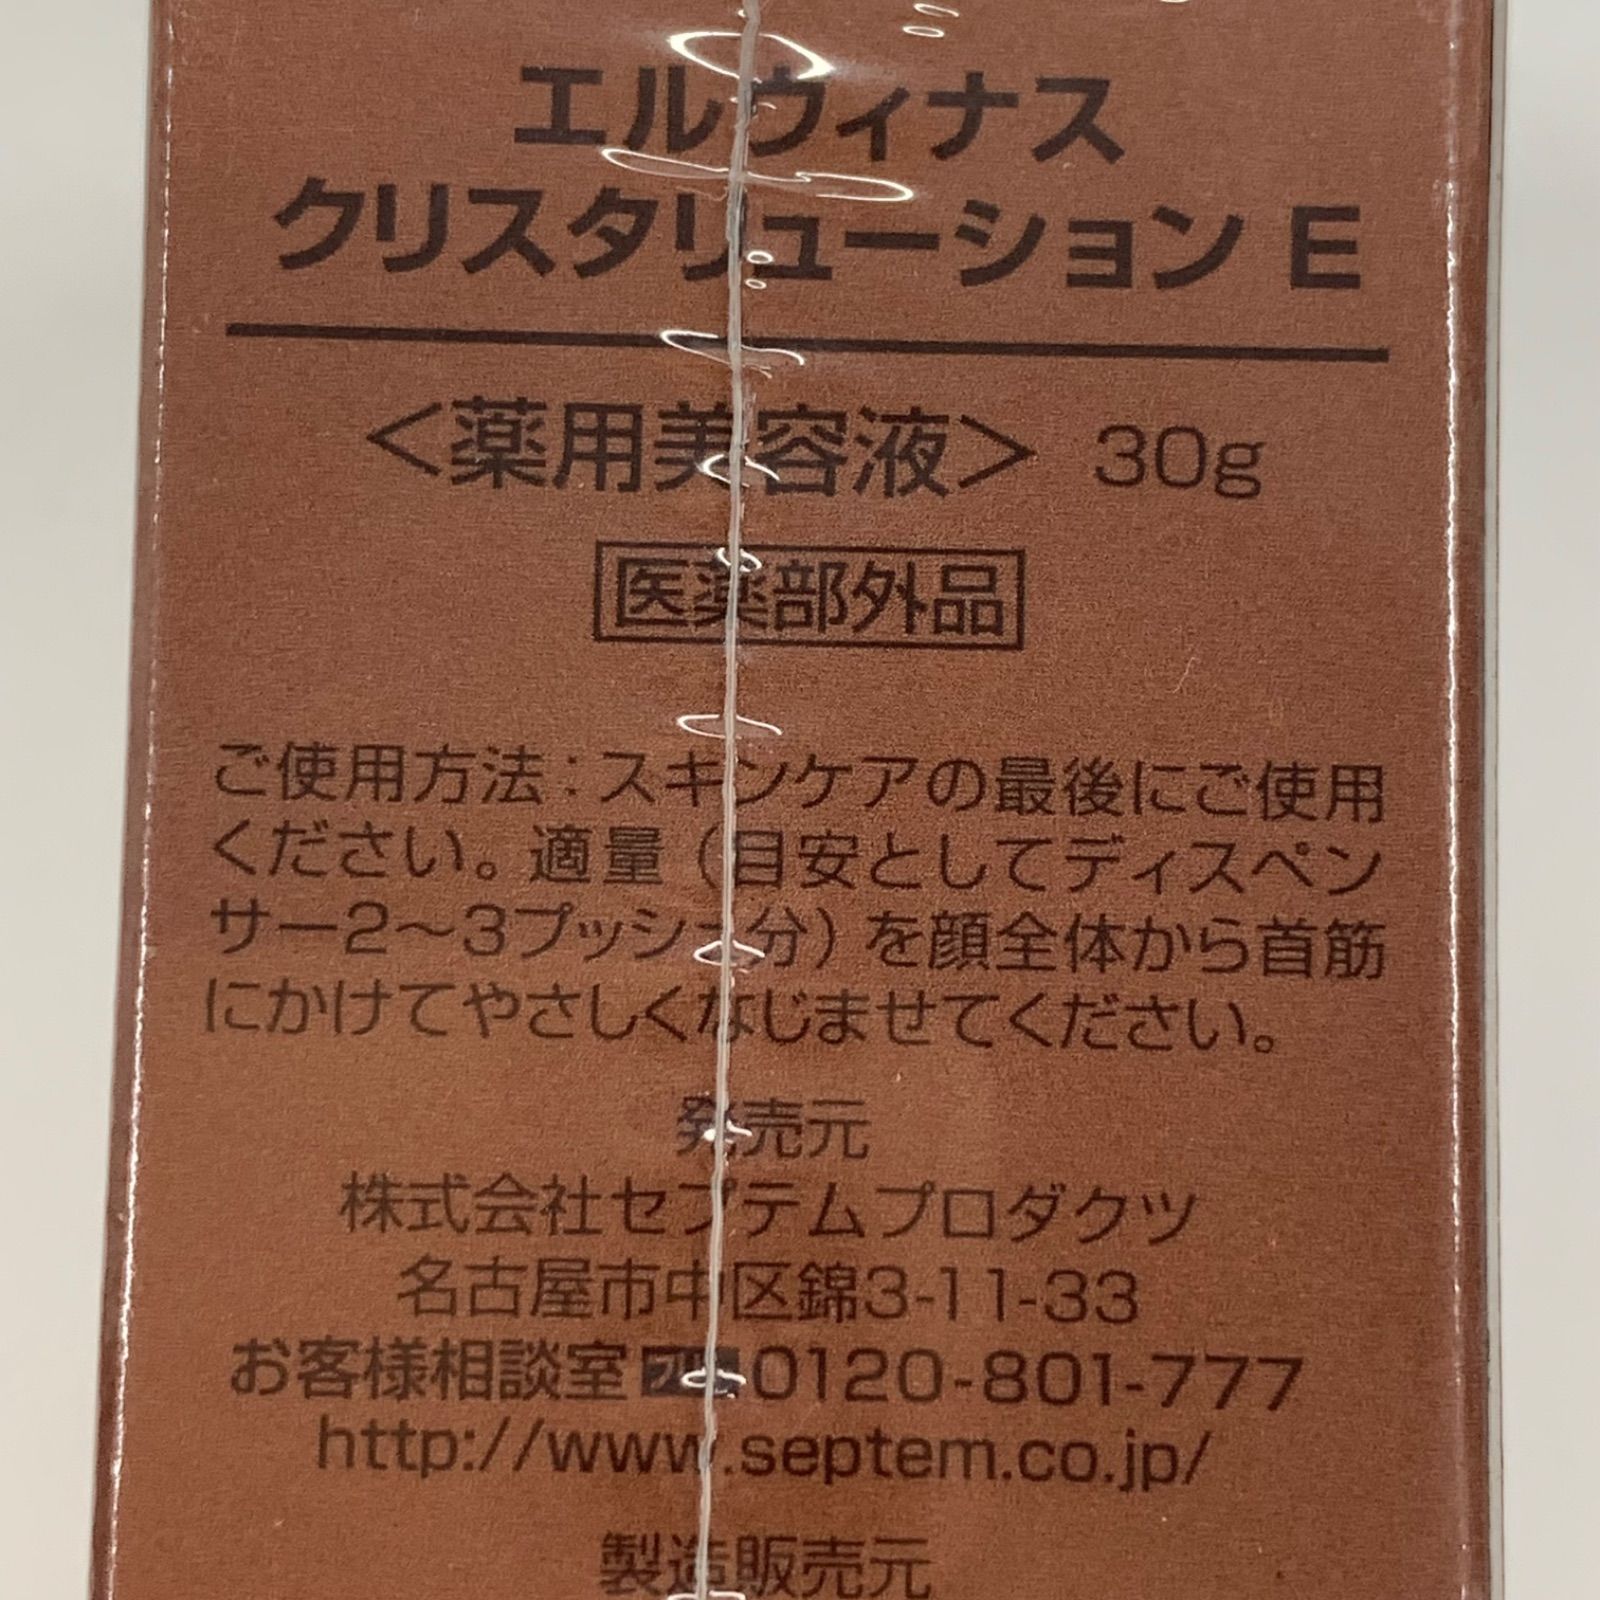 エルウィナス
クリスタリューション E
＜薬用美容液＞ 30g
医薬部外品
ご使用方法：スキンケアの最後にご使用
ください。適量（目安としてディスペン
サー2〜3プッシュ分）を顔全体から首筋
にかけてやさしくなじませてください。
発売元
株式会社セプテムプロダクツ
名古屋市中区錦3-11-33
お客様相談室 0120-801-777
http://www.septem.co.jp/
製造販売元